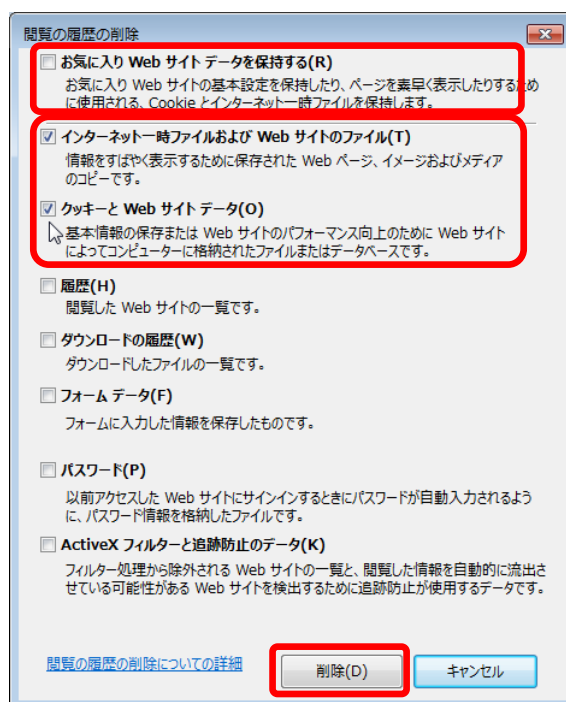 閲覧の履歴の削除
お気に入り Web サイト データを保持する(R)
お気に入り Web サイトの基本設定を保持したり、ページを素早く表示したりするため
に使用される、Cookie とインターネット一時ファイルを保持します。
インターネット一時ファイルおよび Web サイトのファイル(T)
情報をすばやく表示するために保存された Web ページ、イメージおよびメディア
のコピーです。
クッキーと Web サイト データ(O)
基本情報の保存または Web サイトのパフォーマンス向上のために Web サイト
によってコンピューターに格納されたファイルまたはデータベースです。
履歴(H)
閲覧した Web サイトの一覧です。
ダウンロードの履歴(W)
ダウンロードしたファイルの一覧です。
フォーム データ(F)
フォームに入力した情報を保存したものです。
パスワード(P)
以前アクセスした Web サイトにサインインするときにパスワードが自動入力されるよう
に、パスワード情報を格納したファイルです。
ActiveX フィルターと追跡防止のデータ(K)
フィルター処理から除外される Web サイトの一覧と、閲覧した情報を自動的に流出さ
せている可能性がある Web サイトを検出するために追跡防止が使用するデータです。
閲覧の履歴の削除についての詳細
削除(D)
キャンセル